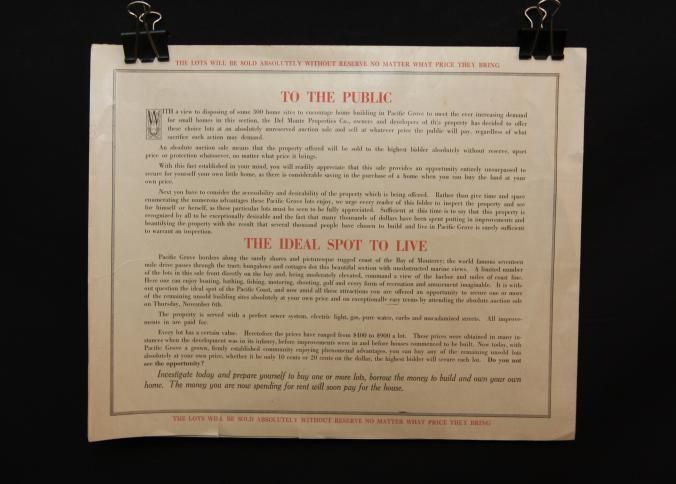 THE LOTS WILL BE SOLD ABSOLUTELY WITHOUT RESERVE NO MATTER WHAT PRICE THEY BRING
TO THE PUBLIC
WITH a view to disposing of some 300 home sites to encourage home building in Pacific Grove to meet the ever increasing demand
for small homes in this section, the Del Monte Properties Co., owners and developers of this property has decided to offer
these choice lots at an absolutely unreserved auction sale and sell at whatever price the public will pay, regardless of what
sacrifice such action may demand.
An absolute auction sale means that the property offered will be sold to the highest bidder absolutely without reserve, upset
price or protection whatsoever, no matter what price it brings.
With this fact established in your mind, you will readily appreciate that this sale provides an opportunity entirely unsurpassed to
secure for yourself your own little home, as there is considerable saving in the purchase of a home when you can buy the land at your
own price.
Next you have to consider the accessibility and desirability of the property which is being offered. Rather than give time and space
enumerating the numerous advantages these Pacific Grove lots enjoy, we urge every reader of this folder to inspect the property and see
for himself or herself, as these particular lots must be seen to be fully appreciated. Sufficient at this time is to say that this property is
recognized by all to be exceptionally desirable and the fact that many thousands of dollars have been spent putting in improvements and
beautifying the property with the result that several thousand people have chosen to build and live in Pacific Grove is surely sufficient
to warrant an inspection.
THE IDEAL SPOT TO LIVE
Pacific Grove borders along the sandy shores and picturesque rugged coast of the Bay of Monterey; the world famous seventeen
mile drive passes through the tract; bungalows and cottages dot this beautiful section with unobstructed marine views. A limited number
of the lots in this sale front directly on the bay and, being moderately elevated, command a view of the harbor and miles of coast line.
Here one can enjoy boating, bathing, fishing, motoring, shooting, golf and every form of recreation and amusement imaginable. It is with-
out question the ideal spot of the Pacific Coast, and now amid all these attractions you are offered an opportunity to secure one or more
of the remaining unsold building sites absolutely at your own price and on exceptionally easy terms by attending the absolute auction sale
on Thursday, November 6th.
The property is served with a perfect sewer system, electric light, gas, pure water, curbs and macadamized streets. All improve-
ments in are paid for.
Every lot has a certain value. Heretofore the prices have ranged from $400 to $900 a lot. These prices were obtained in many in-
stances when the development was in its infancy, before improvements were in and before houses commenced to be built. Now today, with
Pacific Grove a grown, firmly established community enjoying phenomenal advantages, you can buy any of the remaining unsold lots
absolutely at your own price, whether it be only 10 cents or 20 cents on the dollar, the highest bidder will secure each lot. Do you not
see the opportunity?
Investigate today and prepare yourself to buy one or more lots, borrow the money to build and own your own
home. The money you are now spending for rent will soon pay for the house.
THE LOTS WILL BE SOLD ABSOLUTELY WITHOUT RESERVE NO MATTER WHAT PRICE THEY BRING